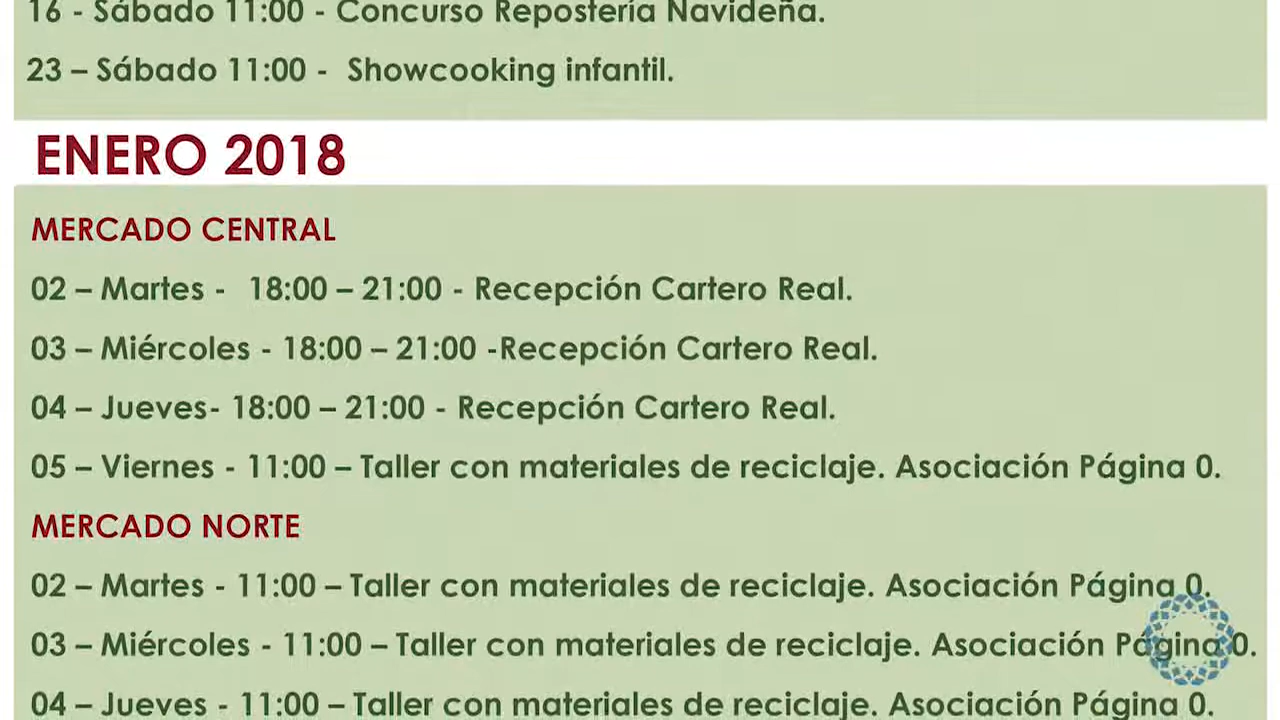 16 - Sábado 11:00 - Concurso Repostería Navideña.
23 – Sábado 11:00 - Showcooking infantil.
ENERO 2018
MERCADO CENTRAL
02 – Martes - 18:00 – 21:00 - Recepción Cartero Real.
03 – Miércoles - 18:00 – 21:00 -Recepción Cartero Real.
04 – Jueves- 18:00 – 21:00 - Recepción Cartero Real.
05 – Viernes - 11:00 – Taller con materiales de reciclaje. Asociación Página 0.
MERCADO NORTE
02 – Martes - 11:00 – Taller con materiales de reciclaje. Asociación Página 0.
03 – Miércoles - 11:00 – Taller con materiales de reciclaje. Asociación Página 0.
04 – Jueves - 11:00 – Taller con materiales de reciclaje. Asociación Página 0.